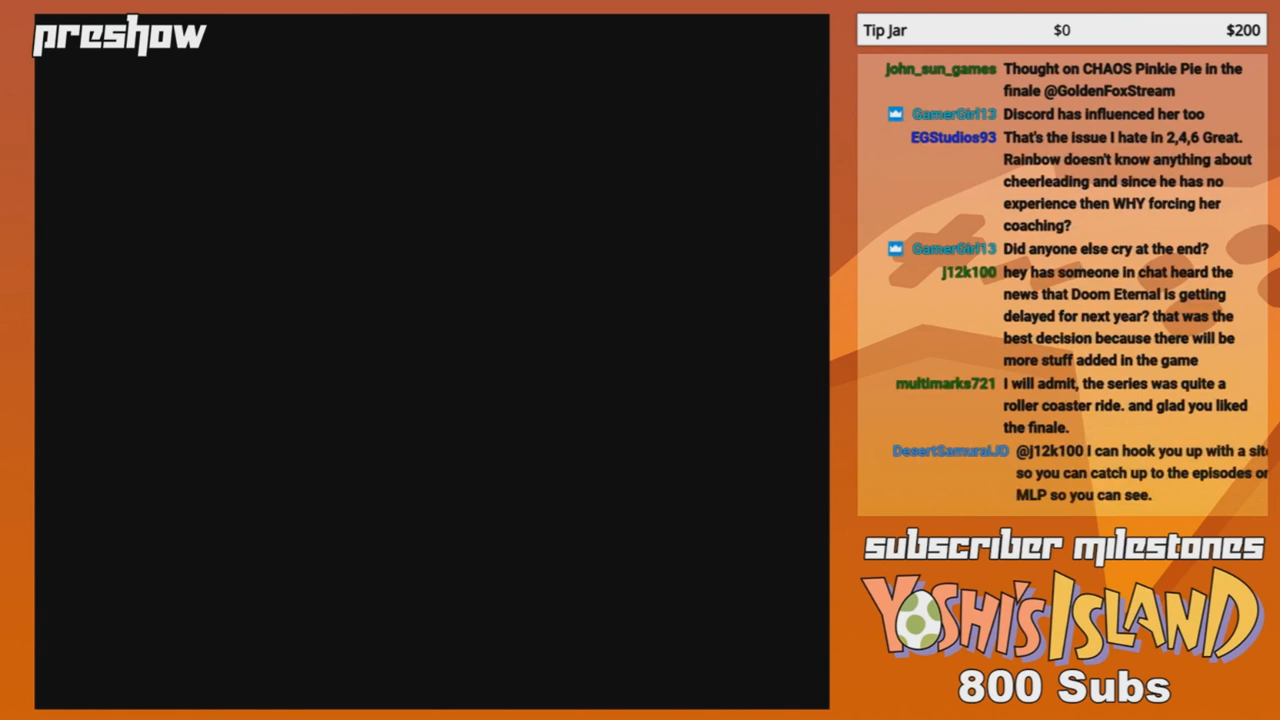 preshow
Tip Jar $0 $200
john_sun_games Thought on CHAOS Pinkie Pie in the
finale @GoldenFoxStream
GamerGirl13 Discord has influenced her too
EGStudios93 That's the issue I hate in 2,4,6 Great.
Rainbow doesn't know anything about
cheerleading and since he has no
experience then WHY forcing her
coaching?
GamerGirl13 Did anyone else cry at the end?
j12k100 hey has someone in chat heard the
news that Doom Eternal is getting
delayed for next year? that was the
best decision because there will be
more stuff added in the game
multimarks721 I will admit, the series was quite a
roller coaster ride. and glad you liked
the finale.
DesertSamuraiJD @j12k100 I can hook you up with a site
so you can catch up to the episodes on
MLP so you can see.
subscriber milestones
YOSHI'S ISLAND
800 Subs